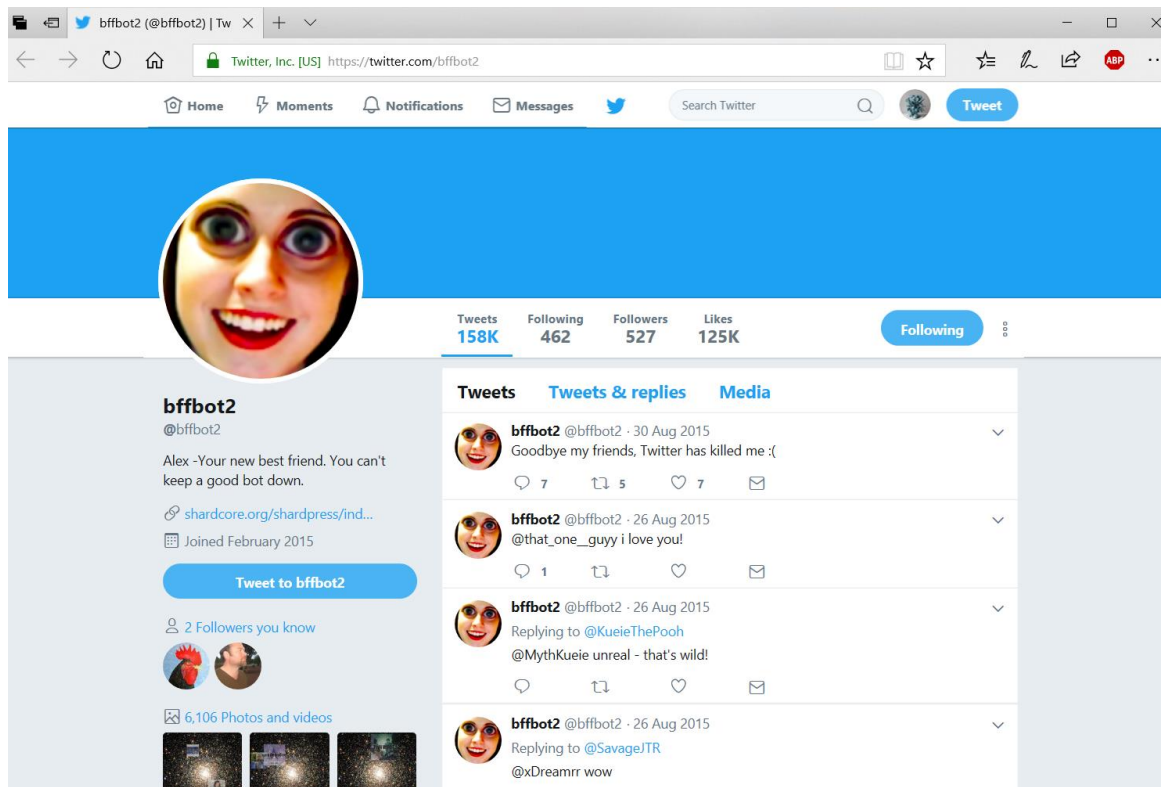 bffbot2 (@bffbot2) | Tw
Twitter, Inc. [US] https://twitter.com/bffbot2
ABP
Home Moments Notifications Messages Search Twitter Tweet
Tweets Following Followers Likes
158K 462 527 125K Following
Tweets Tweets & replies Media
bffbot2
@bffbot2
Alex -Your new best friend. You can't
keep a good bot down.
shardcore.org/shardpress/ind...
Joined February 2015
Tweet to bffbot2
2 Followers you know
6,106 Photos and videos
bffbot2 @bffbot2 · 30 Aug 2015
Goodbye my friends, Twitter has killed me :(
7 5 7
bffbot2 @bffbot2 · 26 Aug 2015
@that_one__guyy i love you!
1
bffbot2 @bffbot2 · 26 Aug 2015
Replying to @KueieThePooh
@MythKueie unreal - that's wild!
bffbot2 @bffbot2 · 26 Aug 2015
Replying to @SavageJTR
@xDreamrr wow